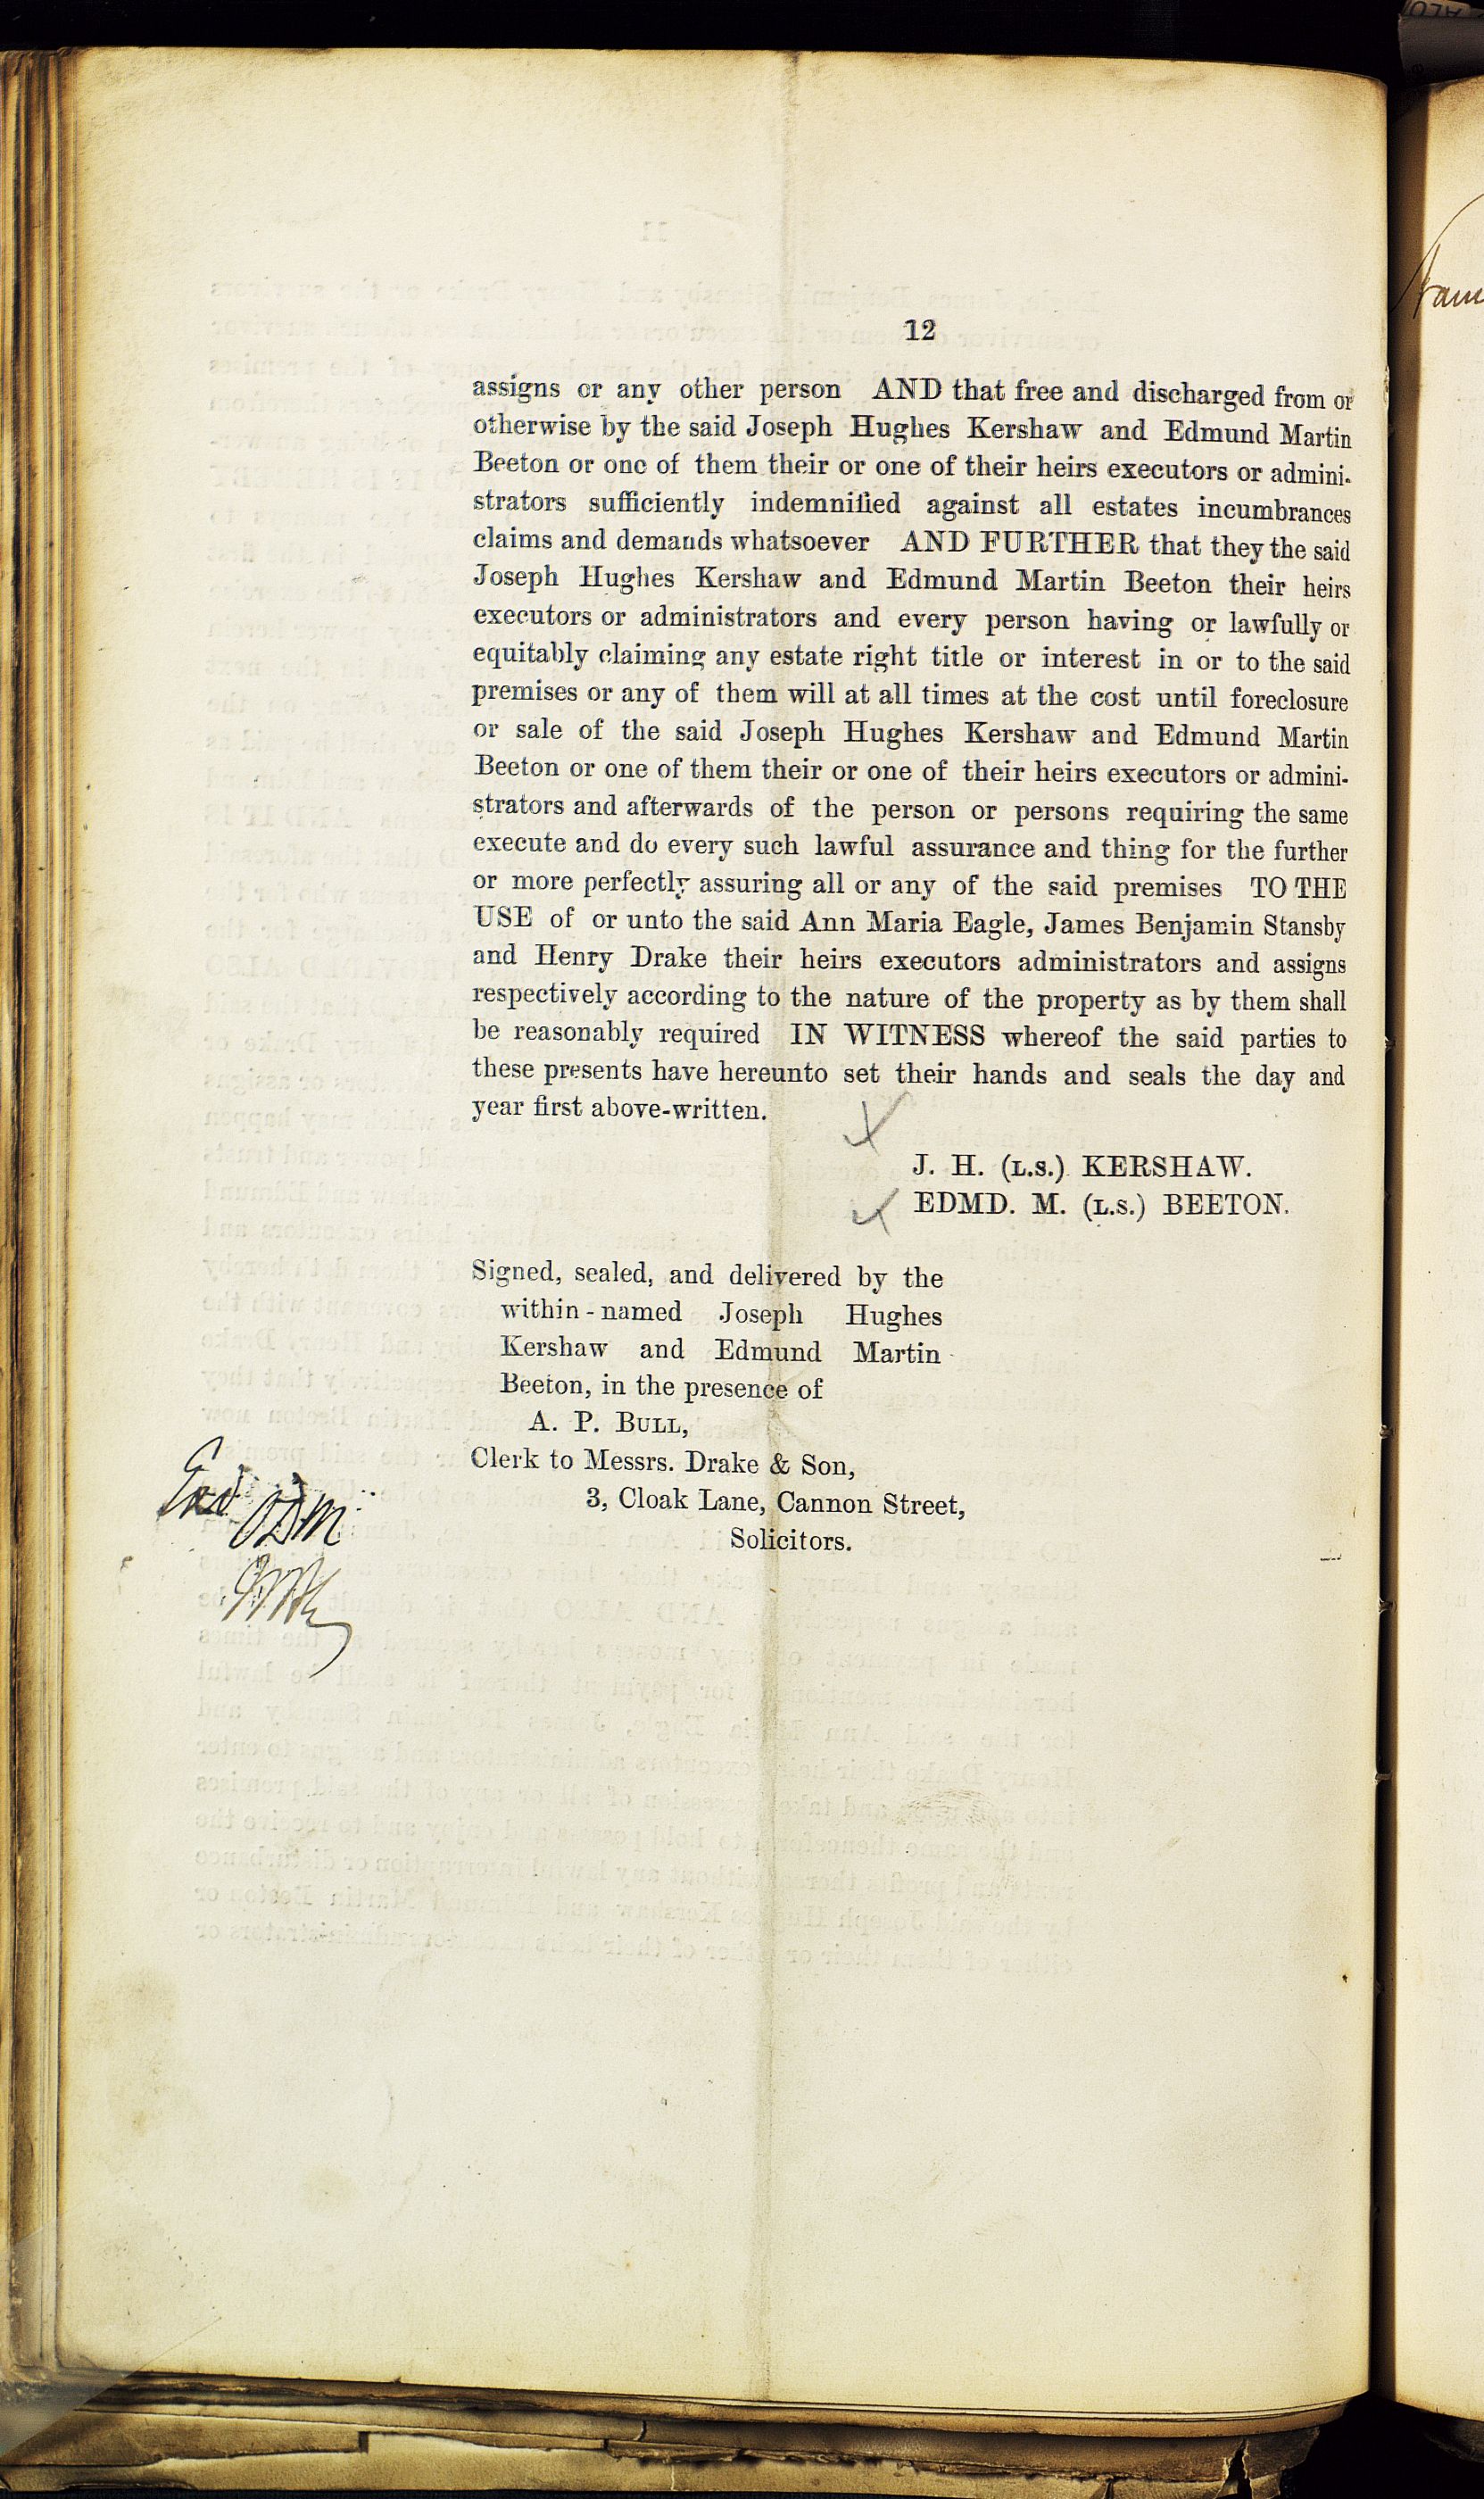 12
assigns or any other person AND that free and discharged from or
otherwise by the said Joseph Hughes Kershaw and Edmund Martin
Beeton or one of them their or one of their heirs executors or admini-
strators sufficiently indemnified against all estates incumbrances
claims and demands whatsoever AND FURTHER that they the said
Joseph Hughes Kershaw and Edmund Martin Beeton their heirs
executors or administrators and every person having or lawfully or
equitably claiming any estate right title or interest in or to the said
premises or any of them will at all times at the cost until foreclosure
or sale of the said Joseph Hughes Kershaw and Edmund Martin
Beeton or one of them their or one of their heirs executors or admini-
strators and afterwards of the person or persons requiring the same
execute and do every such lawful assurance and thing for the further
or more perfectly assuring all or any of the said premises TO THE
USE of or unto the said Ann Maria Eagle, James Benjamin Stansby
and Henry Drake their heirs executors administrators and assigns
respectively according to the nature of the property as by them shall
be reasonably required IN WITNESS whereof the said parties to
these presents have hereunto set their hands and seals the day and
year first above-written.
J. H. (L.S.) KERSHAW.
EDMD. M. (L.S.) BEETON.
Signed, sealed, and delivered by the
within-named Joseph Hughes
Kershaw and Edmund Martin
Beeton, in the presence of
A. P. BULL,
Clerk to Messrs. Drake & Son,
3, Cloak Lane, Cannon Street,
Solicitors.